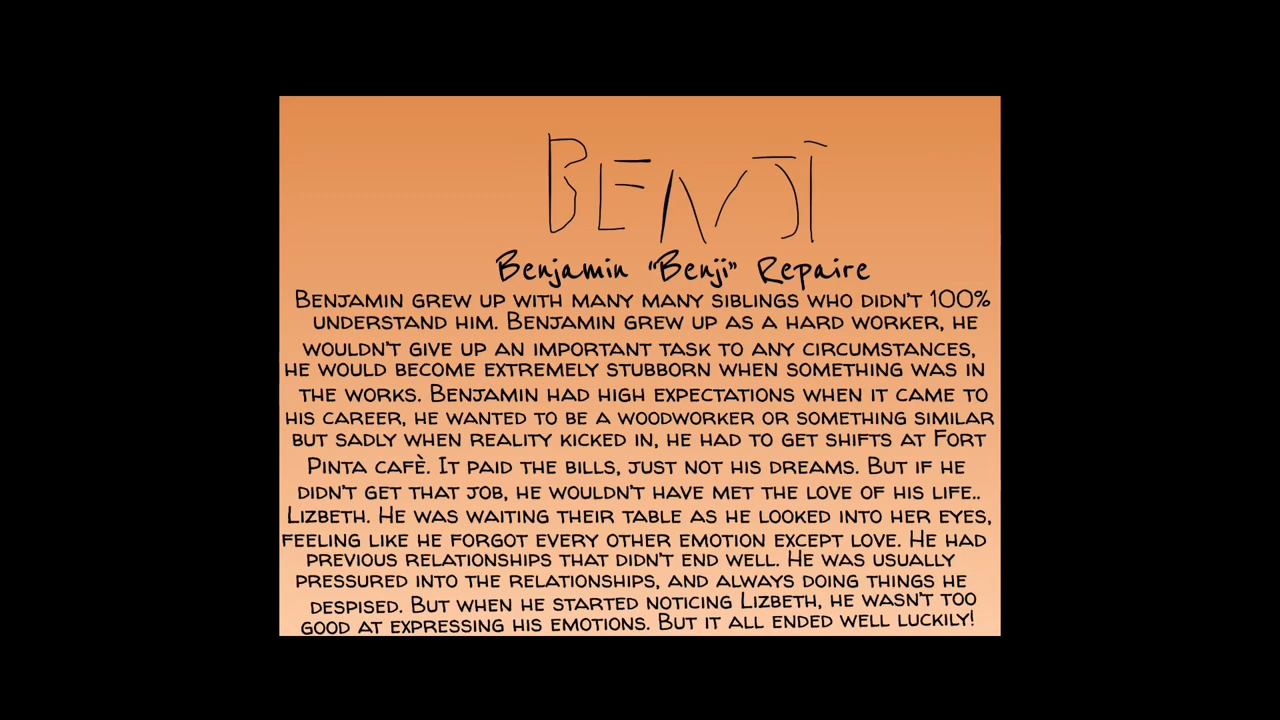 BENJI
Benjamin "Benji" Repaire
BENJAMIN GREW UP WITH MANY MANY SIBLINGS WHO DIDN'T 100%
UNDERSTAND HIM. BENJAMIN GREW UP AS A HARD WORKER, HE
WOULDN'T GIVE UP AN IMPORTANT TASK TO ANY CIRCUMSTANCES,
HE WOULD BECOME EXTREMELY STUBBORN WHEN SOMETHING WAS IN
THE WORKS. BENJAMIN HAD HIGH EXPECTATIONS WHEN IT CAME TO
HIS CAREER, HE WANTED TO BE A WOODWORKER OR SOMETHING SIMILAR
BUT SADLY WHEN REALITY KICKED IN, HE HAD TO GET SHIFTS AT FORT
PINTA CAFÈ. IT PAID THE BILLS, JUST NOT HIS DREAMS. BUT IF HE
DIDN'T GET THAT JOB, HE WOULDN'T HAVE MET THE LOVE OF HIS LIFE..
LIZBETH. HE WAS WAITING THEIR TABLE AS HE LOOKED INTO HER EYES,
FEELING LIKE HE FORGOT EVERY OTHER EMOTION EXCEPT LOVE. HE HAD
PREVIOUS RELATIONSHIPS THAT DIDN'T END WELL. HE WAS USUALLY
PRESSURED INTO THE RELATIONSHIPS, AND ALWAYS DOING THINGS HE
DESPISED. BUT WHEN HE STARTED NOTICING LIZBETH, HE WASN'T TOO
GOOD AT EXPRESSING HIS EMOTIONS. BUT IT ALL ENDED WELL LUCKILY!